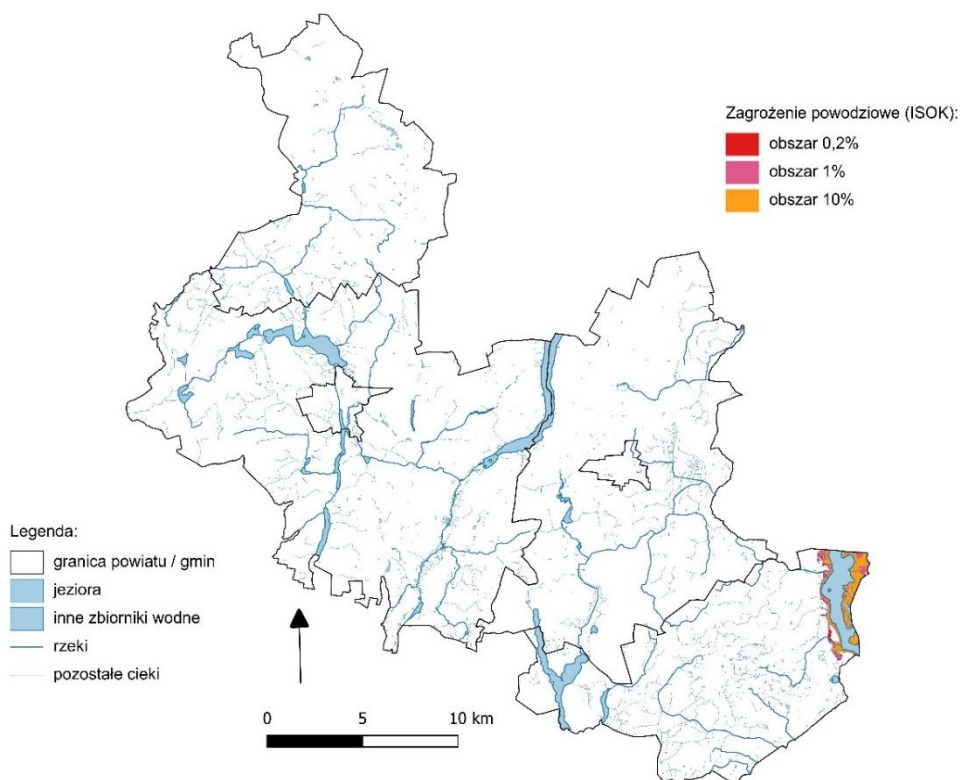 Zagrożenie powodziowe (ISOK):
obszar 0,2%
obszar 1%
obszar 10%
Legenda:
granica powiatu / gmin
jeziora
inne zbiorniki wodne
rzeki
pozostałe cieki
0 5 10 km